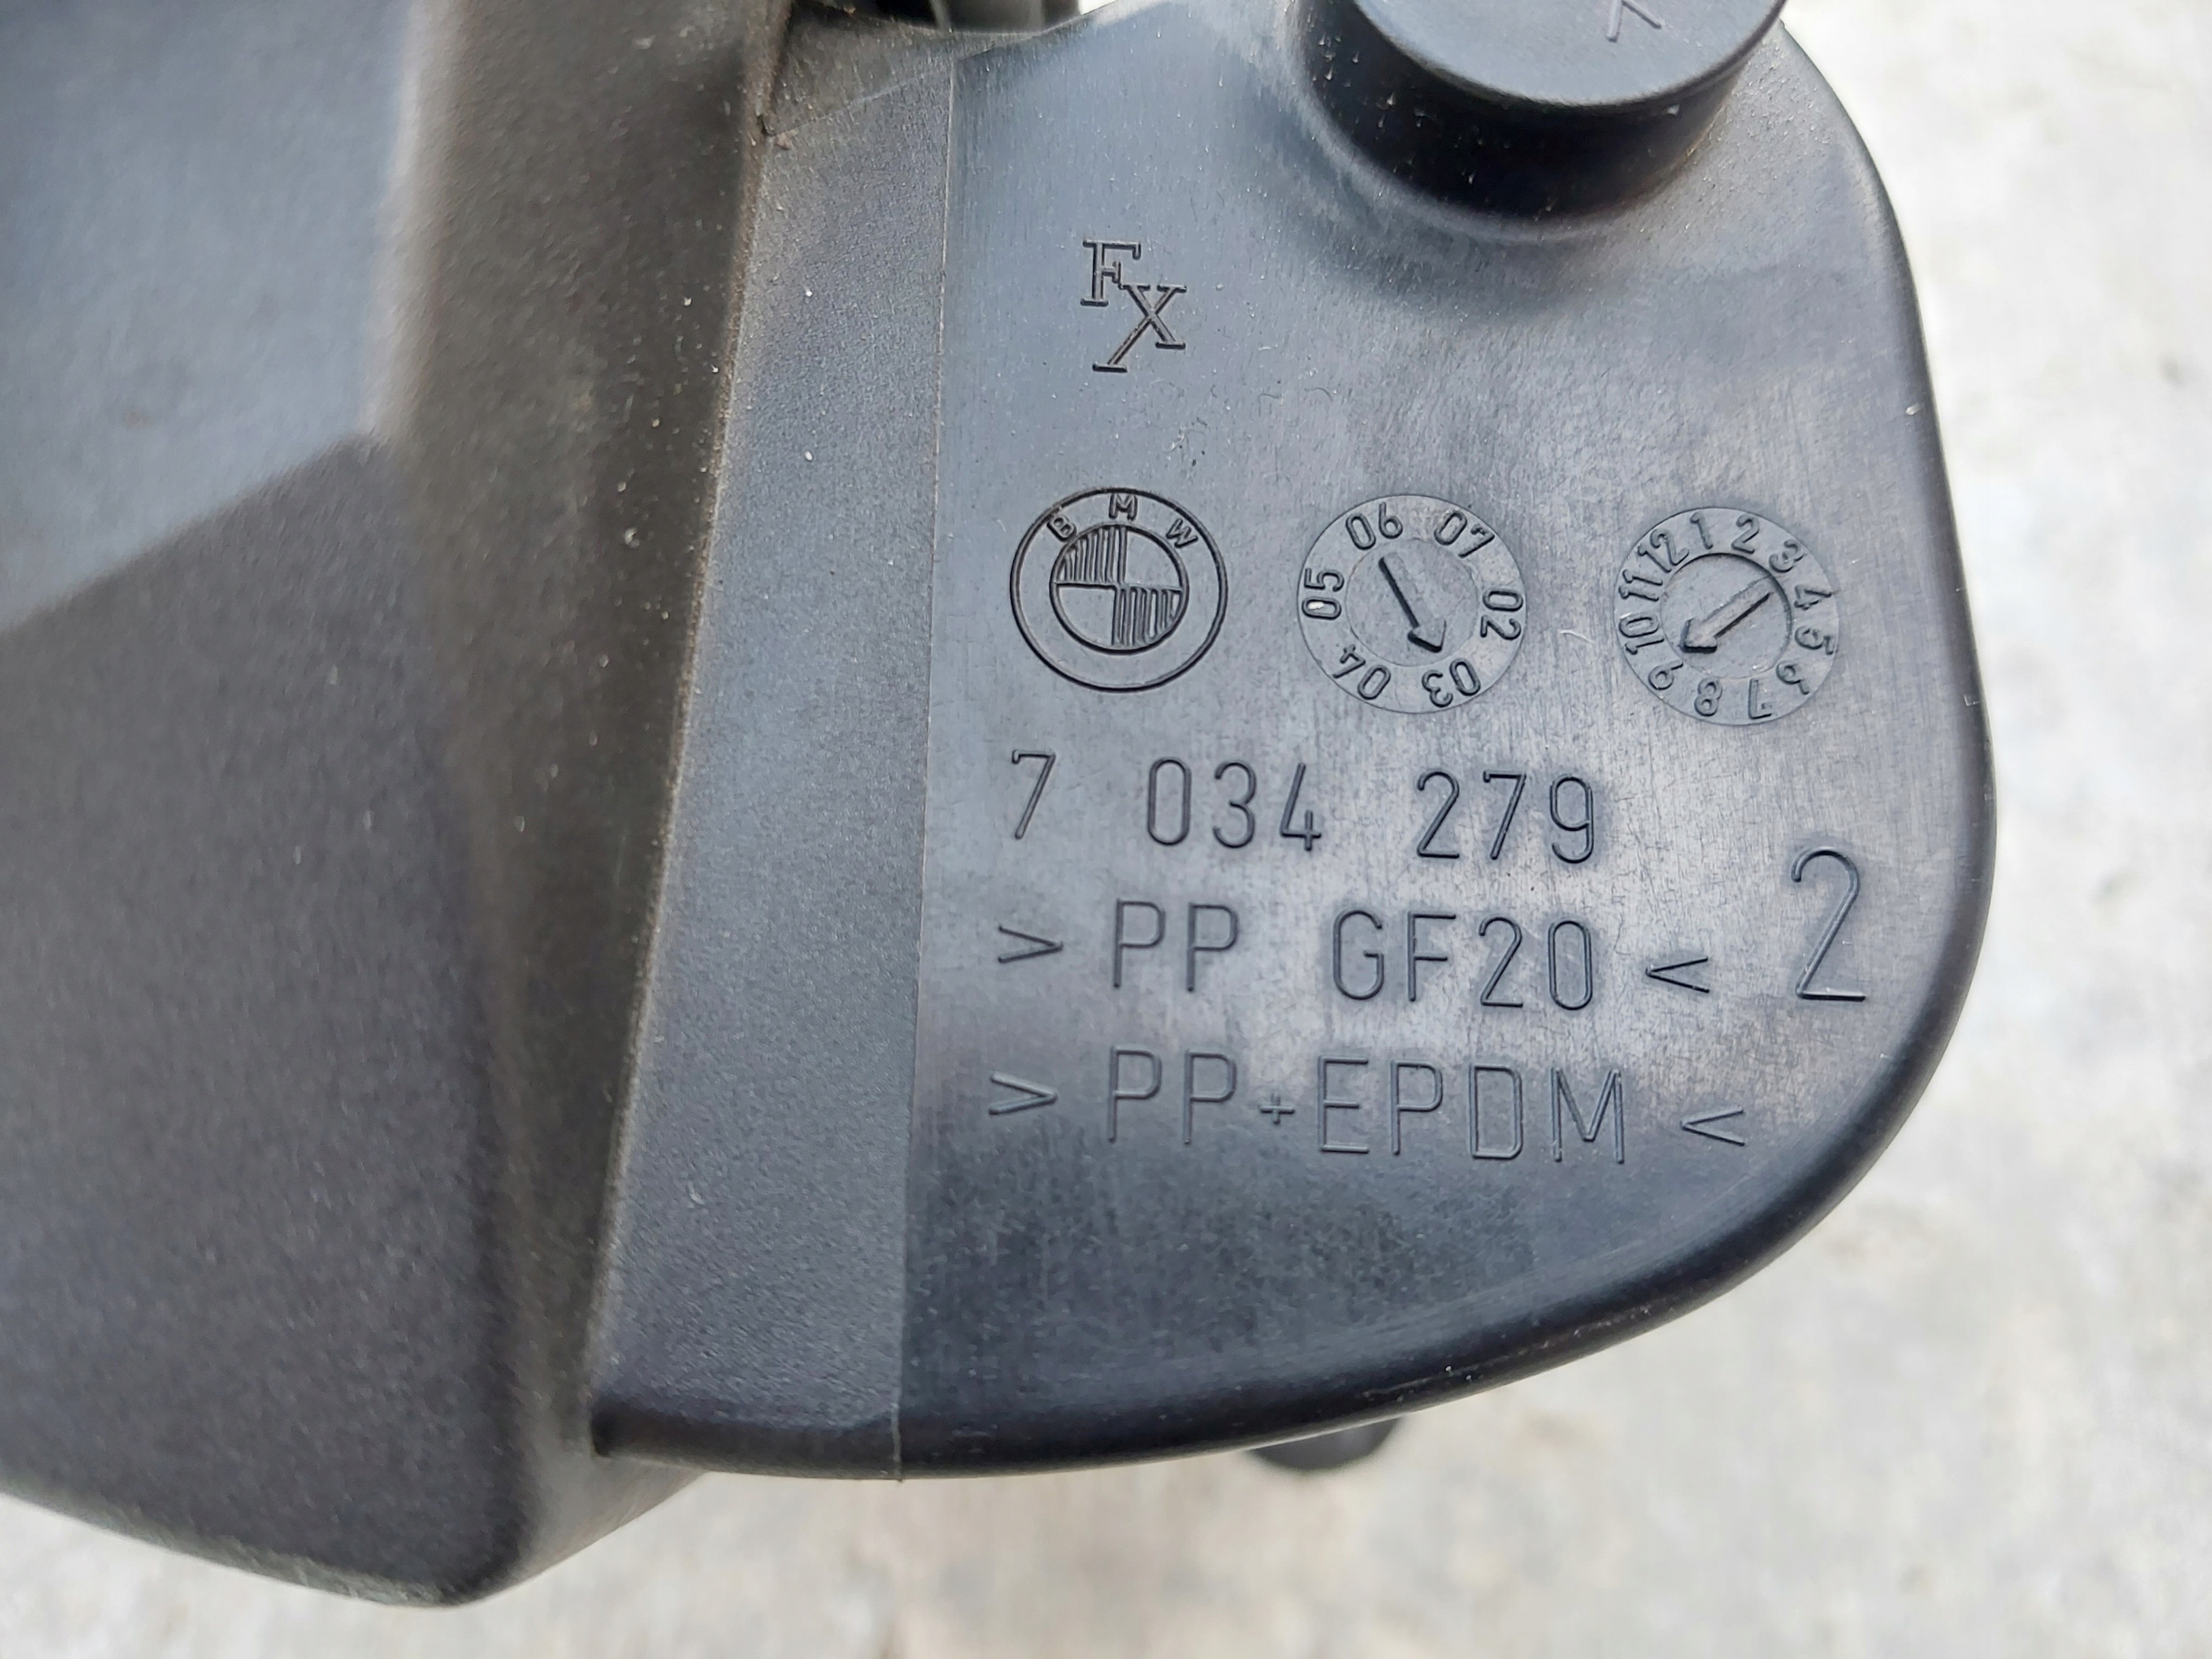 FX
BMW
02 03 04 05 06 07
1 2 3 4 5 6 7 8 9 10 11 12
7 034 279
> PP GF20 < 2
> PP+EPDM <